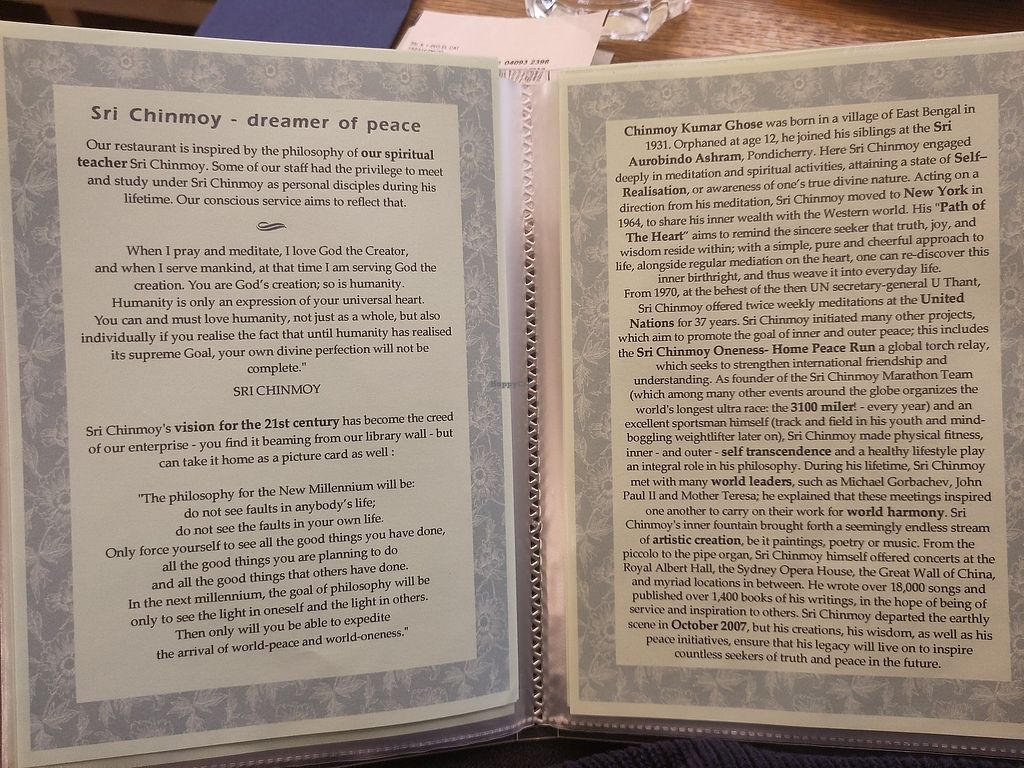 04093 2398
Sri Chinmoy - dreamer of peace
Our restaurant is inspired by the philosophy of our spiritual
teacher Sri Chinmoy. Some of our staff had the privilege to meet
and study under Sri Chinmoy as personal disciples during his
lifetime. Our conscious service aims to reflect that.
When I pray and meditate, I love God the Creator,
and when I serve mankind, at that time I am serving God the
creation. You are God's creation; so is humanity.
Humanity is only an expression of your universal heart.
You can and must love humanity, not just as a whole, but also
individually if you realise the fact that until humanity has realised
its supreme Goal, your own divine perfection will not be
complete."
SRI CHINMOY
Sri Chinmoy's vision for the 21st century has become the creed
of our enterprise - you find it beaming from our library wall - but
can take it home as a picture card as well :
"The philosophy for the New Millennium will be:
do not see faults in anybody's life;
do not see the faults in your own life.
Only force yourself to see all the good things you have done,
all the good things you are planning to do
and all the good things that others have done.
In the next millennium, the goal of philosophy will be
only to see the light in oneself and the light in others.
Then only will you be able to expedite
the arrival of world-peace and world-oneness."
Chinmoy Kumar Ghose was born in a village of East Bengal in
1931. Orphaned at age 12, he joined his siblings at the Sri
Aurobindo Ashram, Pondicherry. Here Sri Chinmoy engaged
deeply in meditation and spiritual activities, attaining a state of Self–
Realisation, or awareness of one's true divine nature. Acting on a
direction from his meditation, Sri Chinmoy moved to New York in
1964, to share his inner wealth with the Western world. His "Path of
The Heart" aims to remind the sincere seeker that truth, joy, and
wisdom reside within; with a simple, pure and cheerful approach to
life, alongside regular mediation on the heart, one can re-discover this
inner birthright, and thus weave it into everyday life.
From 1970, at the behest of the then UN secretary-general U Thant,
Sri Chinmoy offered twice weekly meditations at the United
Nations for 37 years. Sri Chinmoy initiated many other projects,
which aim to promote the goal of inner and outer peace; this includes
the Sri Chinmoy Oneness- Home Peace Run a global torch relay,
which seeks to strengthen international friendship and
understanding. As founder of the Sri Chinmoy Marathon Team
(which among many other events around the globe organizes the
world's longest ultra race: the 3100 miler! - every year) and an
excellent sportsman himself (track and field in his youth and mind-
boggling weightlifter later on), Sri Chinmoy made physical fitness,
inner - and outer - self transcendence and a healthy lifestyle play
an integral role in his philosophy. During his lifetime, Sri Chinmoy
met with many world leaders, such as Michael Gorbachev, John
Paul II and Mother Teresa; he explained that these meetings inspired
one another to carry on their work for world harmony. Sri
Chinmoy's inner fountain brought forth a seemingly endless stream
of artistic creation, be it paintings, poetry or music. From the
piccolo to the pipe organ, Sri Chinmoy himself offered concerts at the
Royal Albert Hall, the Sydney Opera House, the Great Wall of China,
and myriad locations in between. He wrote over 18,000 songs and
published over 1,400 books of his writings, in the hope of being of
service and inspiration to others. Sri Chinmoy departed the earthly
scene in October 2007, but his creations, his wisdom, as well as his
peace initiatives, ensure that his legacy will live on to inspire
countless seekers of truth and peace in the future.